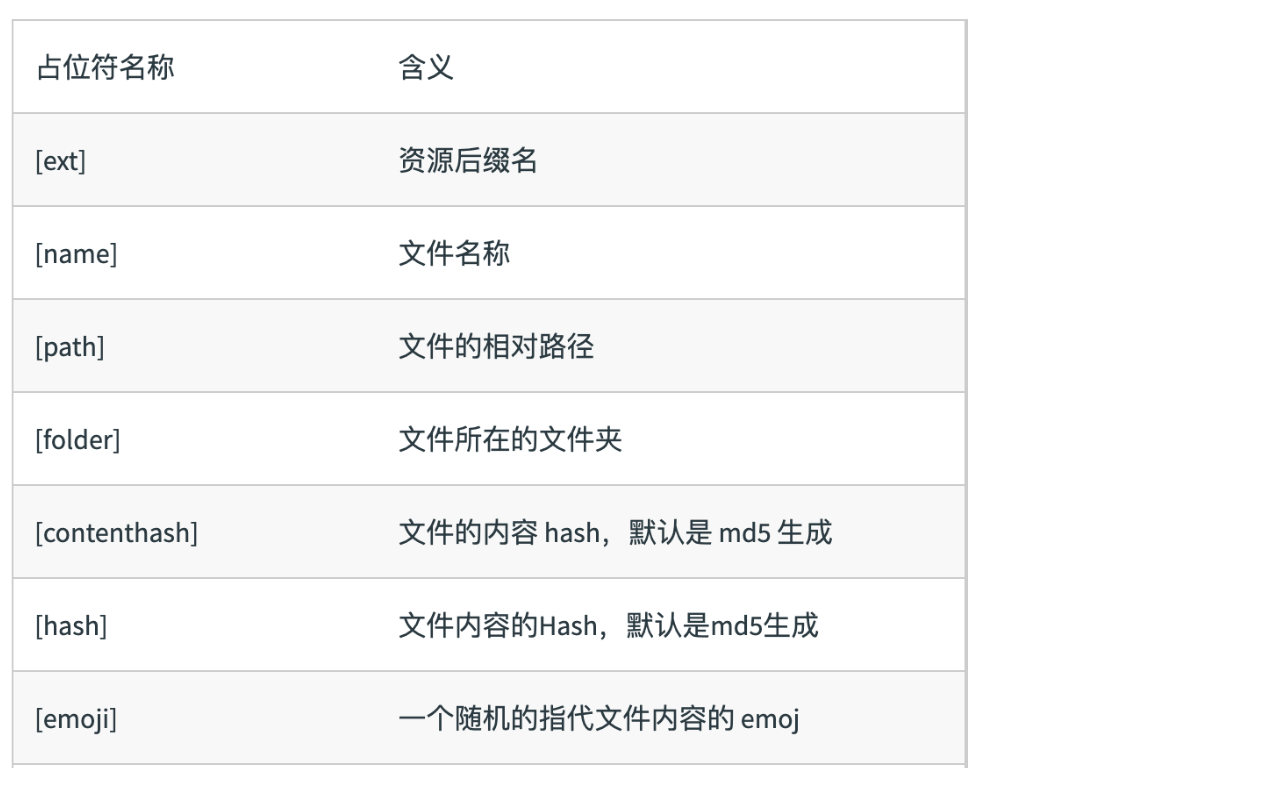 占位符名称 含义
[ext] 资源后缀名
[name] 文件名称
[path] 文件的相对路径
[folder] 文件所在的文件夹
[contenthash] 文件的内容 hash，默认是 md5 生成
[hash] 文件内容的Hash，默认是md5生成
[emoji] 一个随机的指代文件内容的 emoj